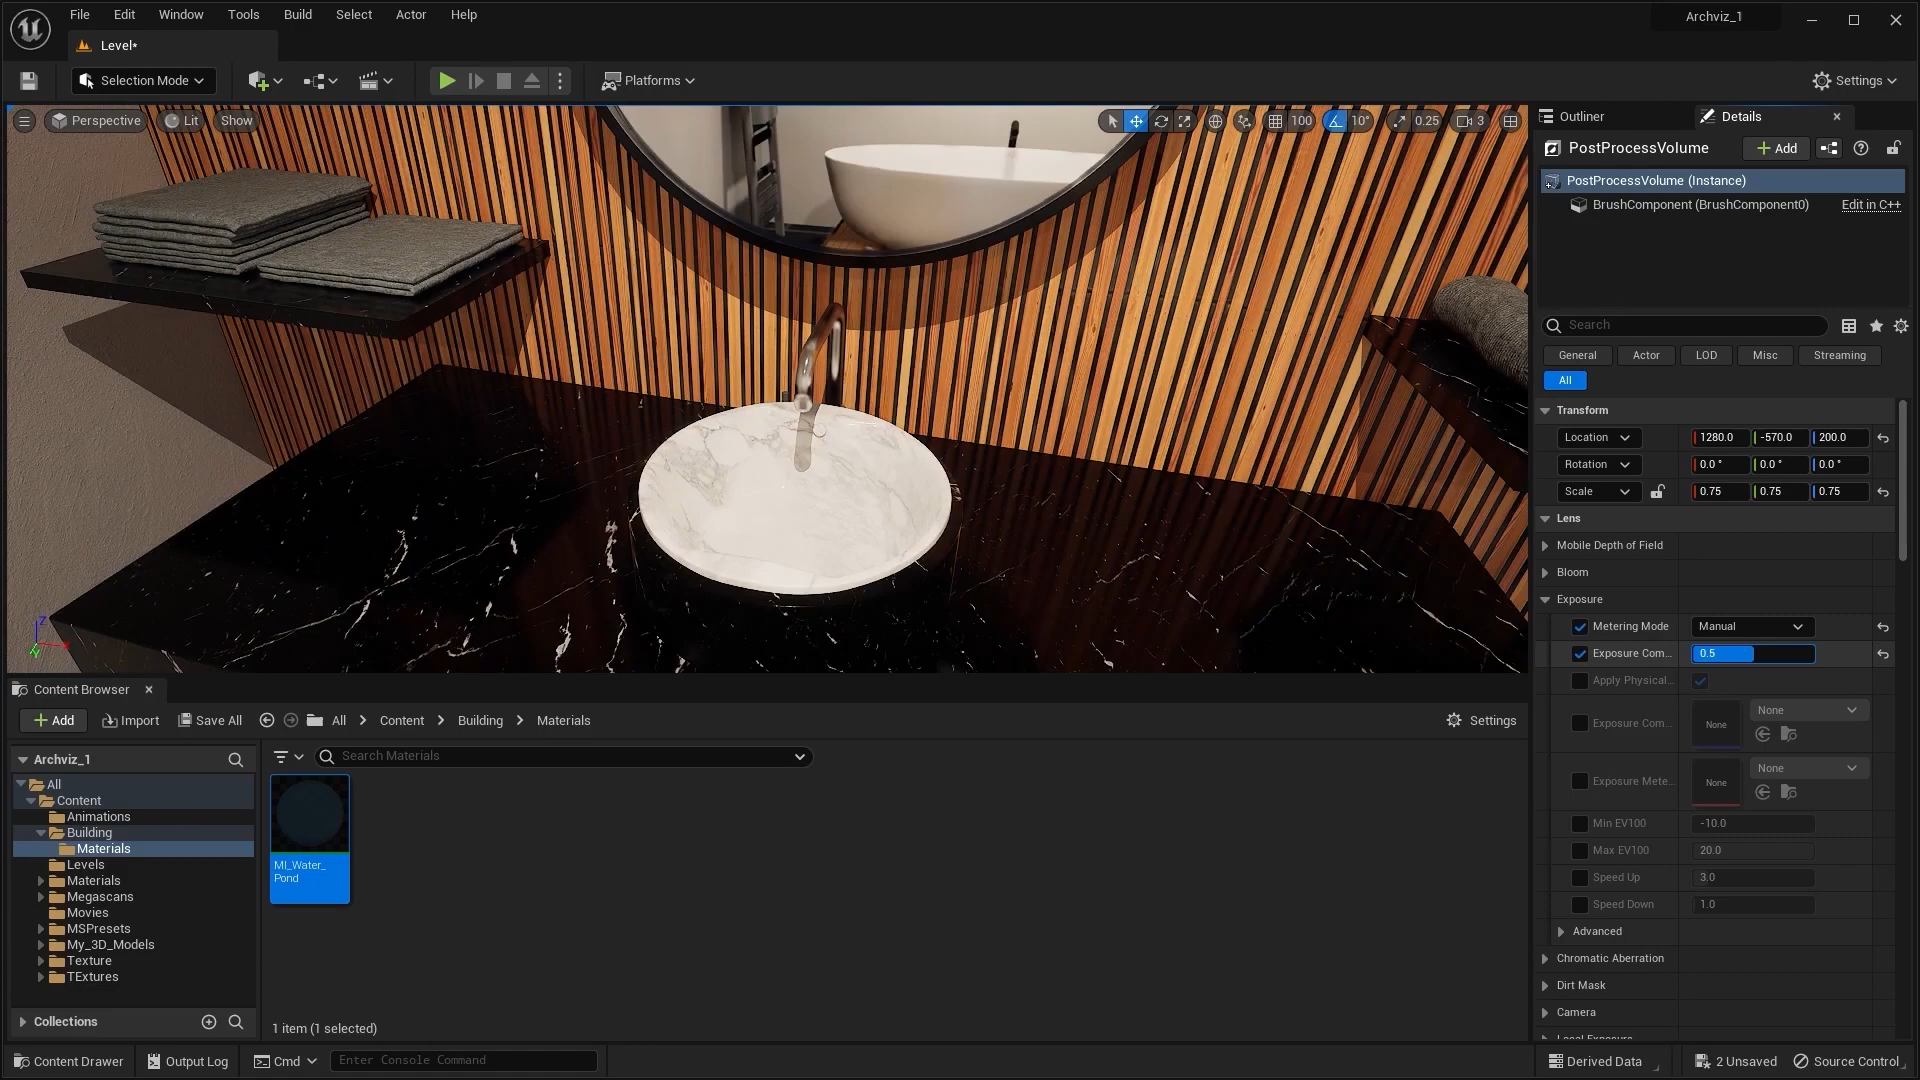 File Edit Window Tools Build Select Actor Help
Archviz_1
Level*
Selection Mode
Platforms
Settings
Perspective Lit Show
100 10° 0.25 3
Outliner Details
PostProcessVolume
Add
PostProcessVolume (Instance)
BrushComponent (BrushComponent0) Edit in C++
Search
General Actor LOD Misc Streaming
All
Transform
Location 1280.0 -570.0 200.0
Rotation 0.0 ° 0.0 ° 0.0 °
Scale 0.75 0.75 0.75
Lens
Mobile Depth of Field
Bloom
Exposure
Metering Mode Manual
Exposure Com... 0.5
Apply Physical...
Exposure Com... None None
Exposure Mete... None None
Min EV100 -10.0
Max EV100 20.0
Speed Up 3.0
Speed Down 1.0
Advanced
Chromatic Aberration
Dirt Mask
Camera
Local Exposure
Z
X
Y
Content Browser
Add Import Save All All Content Building Materials Settings
Archviz_1
Search Materials
All
Content
Animations
Building
Materials
Levels
Materials
Megascans
Movies
MSPresets
My_3D_Models
Texture
TExtures
Collections
MI_Water_
Pond
1 item (1 selected)
Content Drawer Output Log Cmd Enter Console Command
Derived Data 2 Unsaved Source Control